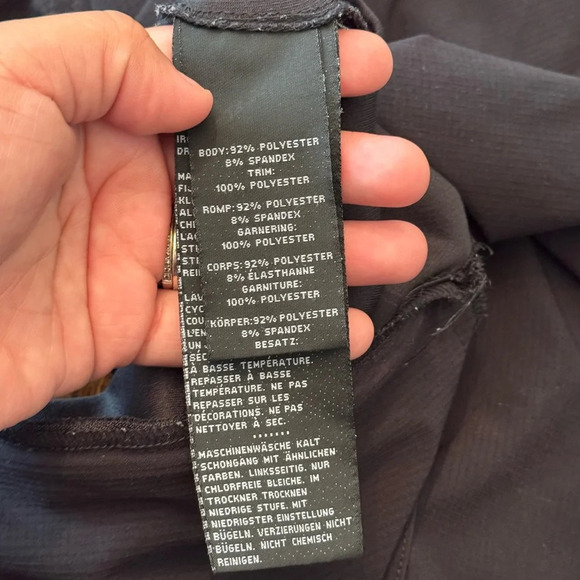 BODY:92% POLYESTER
8% SPANDEX
TRIM:
100% POLYESTER
ROMP:92% POLYESTER
8% SPANDEX
GARNERING:
100% POLYESTER
CORPS:92% POLYESTER
8% ÉLASTHANNE
GARNITURE:
100% POLYESTER
KÖRPER:92% POLYESTER
8% SPANDEX
BESATZ:
À BASSE TEMPÉRATURE.
REPASSER À BASSE
TEMPÉRATURE. NE PAS
REPASSER SUR LES
DÉCORATIONS. NE PAS
NETTOYER À SEC.
*******
MASCHINENWÄSCHE KALT
SCHONGANG MIT ÄHNLICHEN
FARBEN. LINKSSEITIG. NUR
CHLORFREIE BLEICHE. IM
TROCKNER TROCKNEN
NIEDRIGE STUFE. MIT
NIEDRIGSTER EINSTELLUNG
BÜGELN. VERZIERUNGEN NICHT
BÜGELN. NICHT CHEMISCH
REINIGEN.